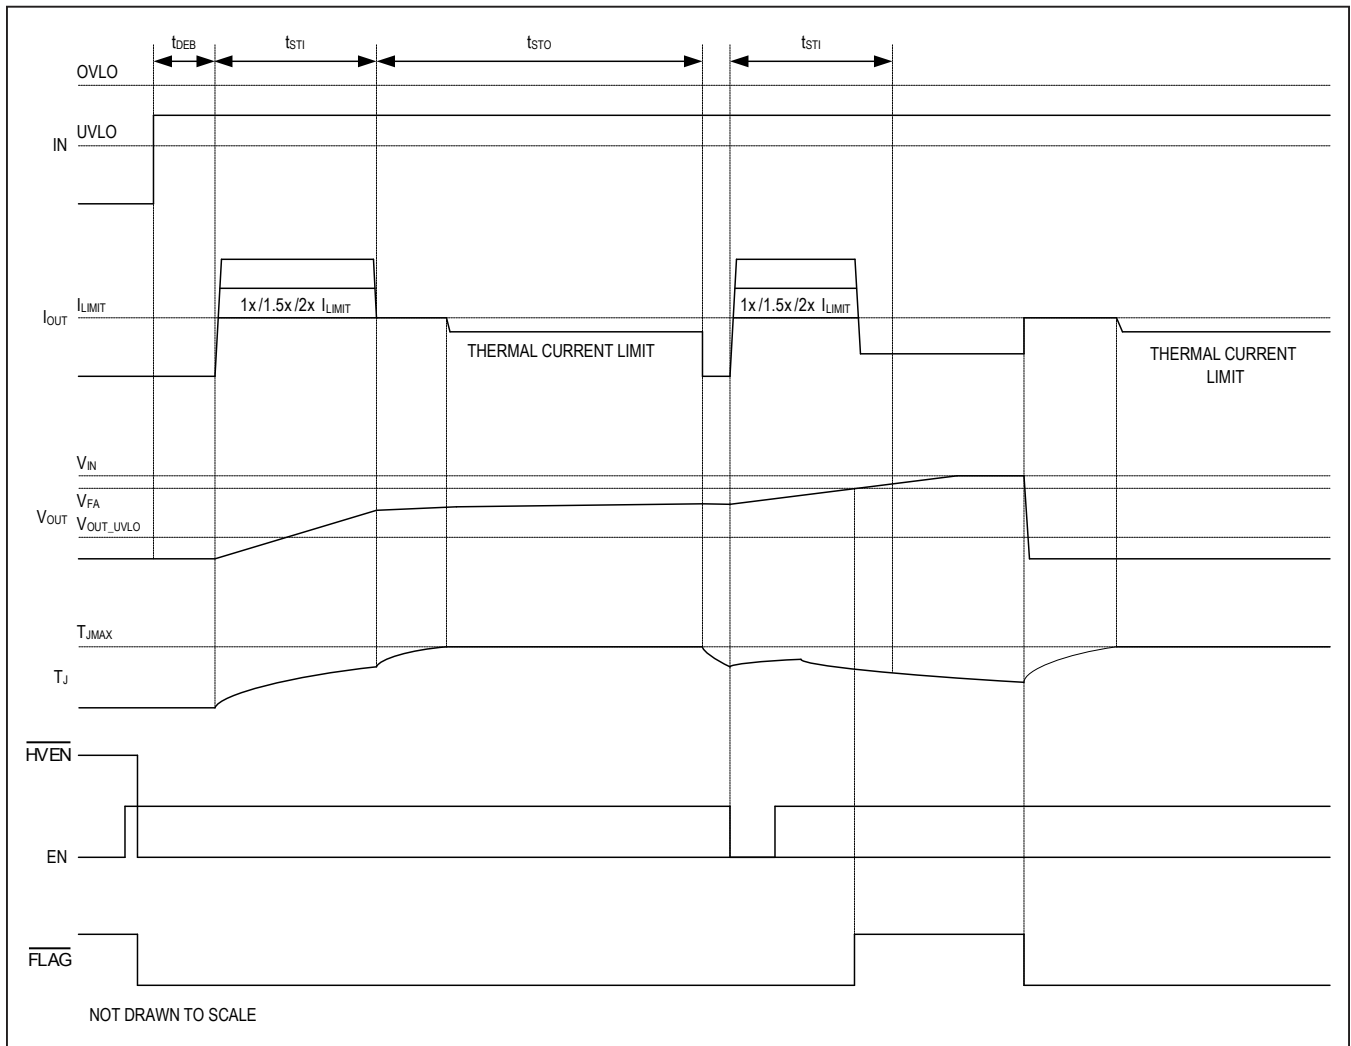 tDEB
tSTI
tSTO
tSTI
OVLO
UVLO
IN
ILIMIT
IOUT
1x/1.5x/2x ILIMIT
1x/1.5x/2x ILIMIT
THERMAL CURRENT LIMIT
THERMAL CURRENT
LIMIT
VIN
VFA
VOUT
VOUT_UVLO
TJMAX
TJ
HVEN
EN
FLAG
NOT DRAWN TO SCALE